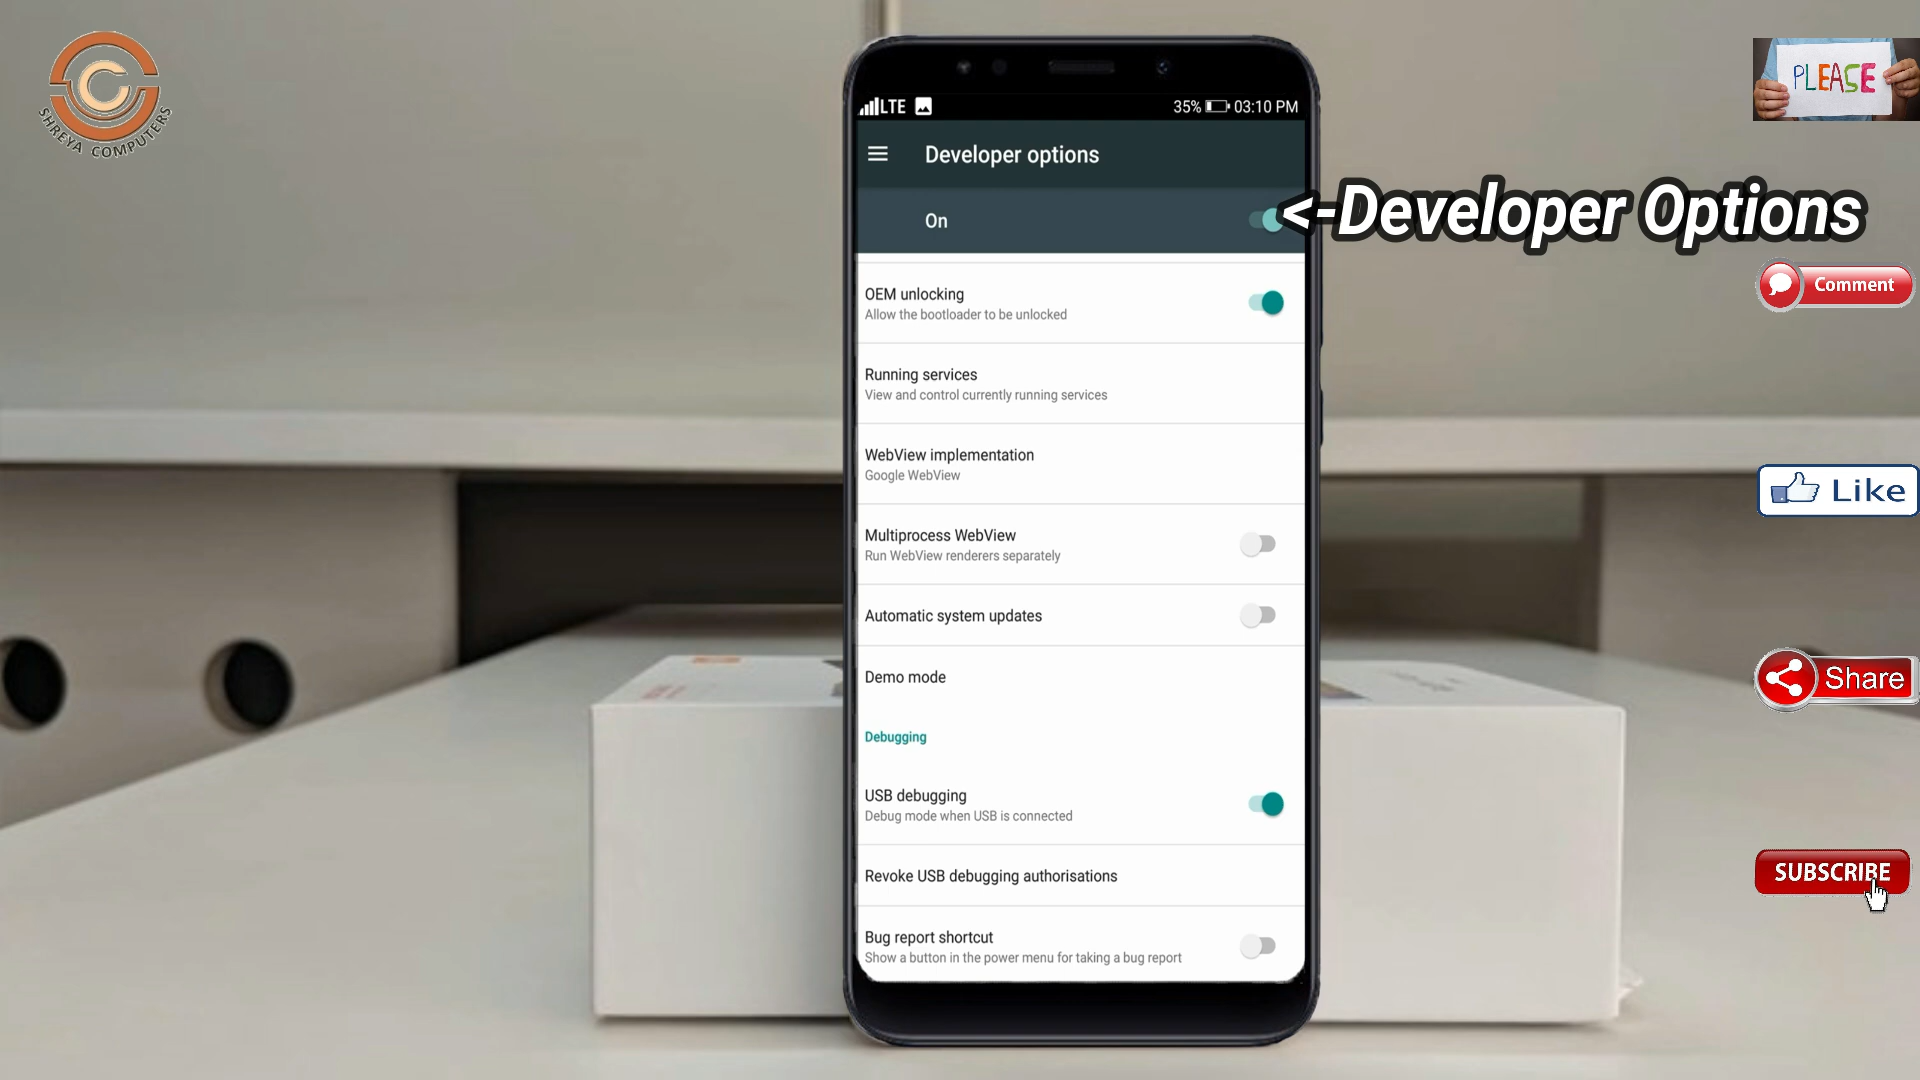 SHREYA COMPUTERS
PLEASE
LTE
35%
03:10 PM
Developer options
On
<-Developer Options
OEM unlocking
Allow the bootloader to be unlocked
Comment
Running services
View and control currently running services
WebView implementation
Google WebView
Like
Multiprocess WebView
Run WebView renderers separately
Automatic system updates
Demo mode
Share
Debugging
USB debugging
Debug mode when USB is connected
Revoke USB debugging authorisations
SUBSCRIBE
Bug report shortcut
Show a button in the power menu for taking a bug report